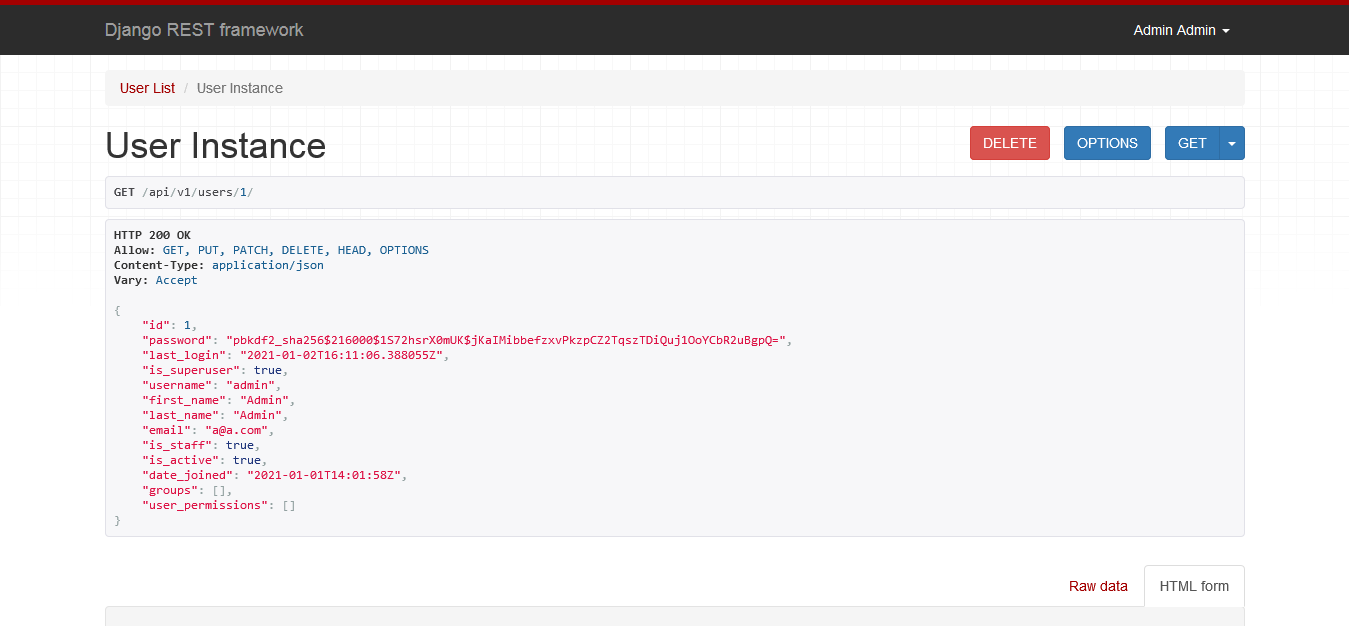 Django REST framework
Admin Admin
User List / User Instance
User Instance
DELETE OPTIONS GET
GET /api/v1/users/1/
HTTP 200 OK
Allow: GET, PUT, PATCH, DELETE, HEAD, OPTIONS
Content-Type: application/json
Vary: Accept
{
"id": 1,
"password": "pbkdf2_sha256$216000$1S72hsrX0mUK$jKaIMibbefzxvPkzpCZ2TqszTDiQuj1OoYCbR2uBgpQ=",
"last_login": "2021-01-02T16:11:06.388055Z",
"is_superuser": true,
"username": "admin",
"first_name": "Admin",
"last_name": "Admin",
"email": "a@a.com",
"is_staff": true,
"is_active": true,
"date_joined": "2021-01-01T14:01:58Z",
"groups": [],
"user_permissions": []
}
Raw data
HTML form